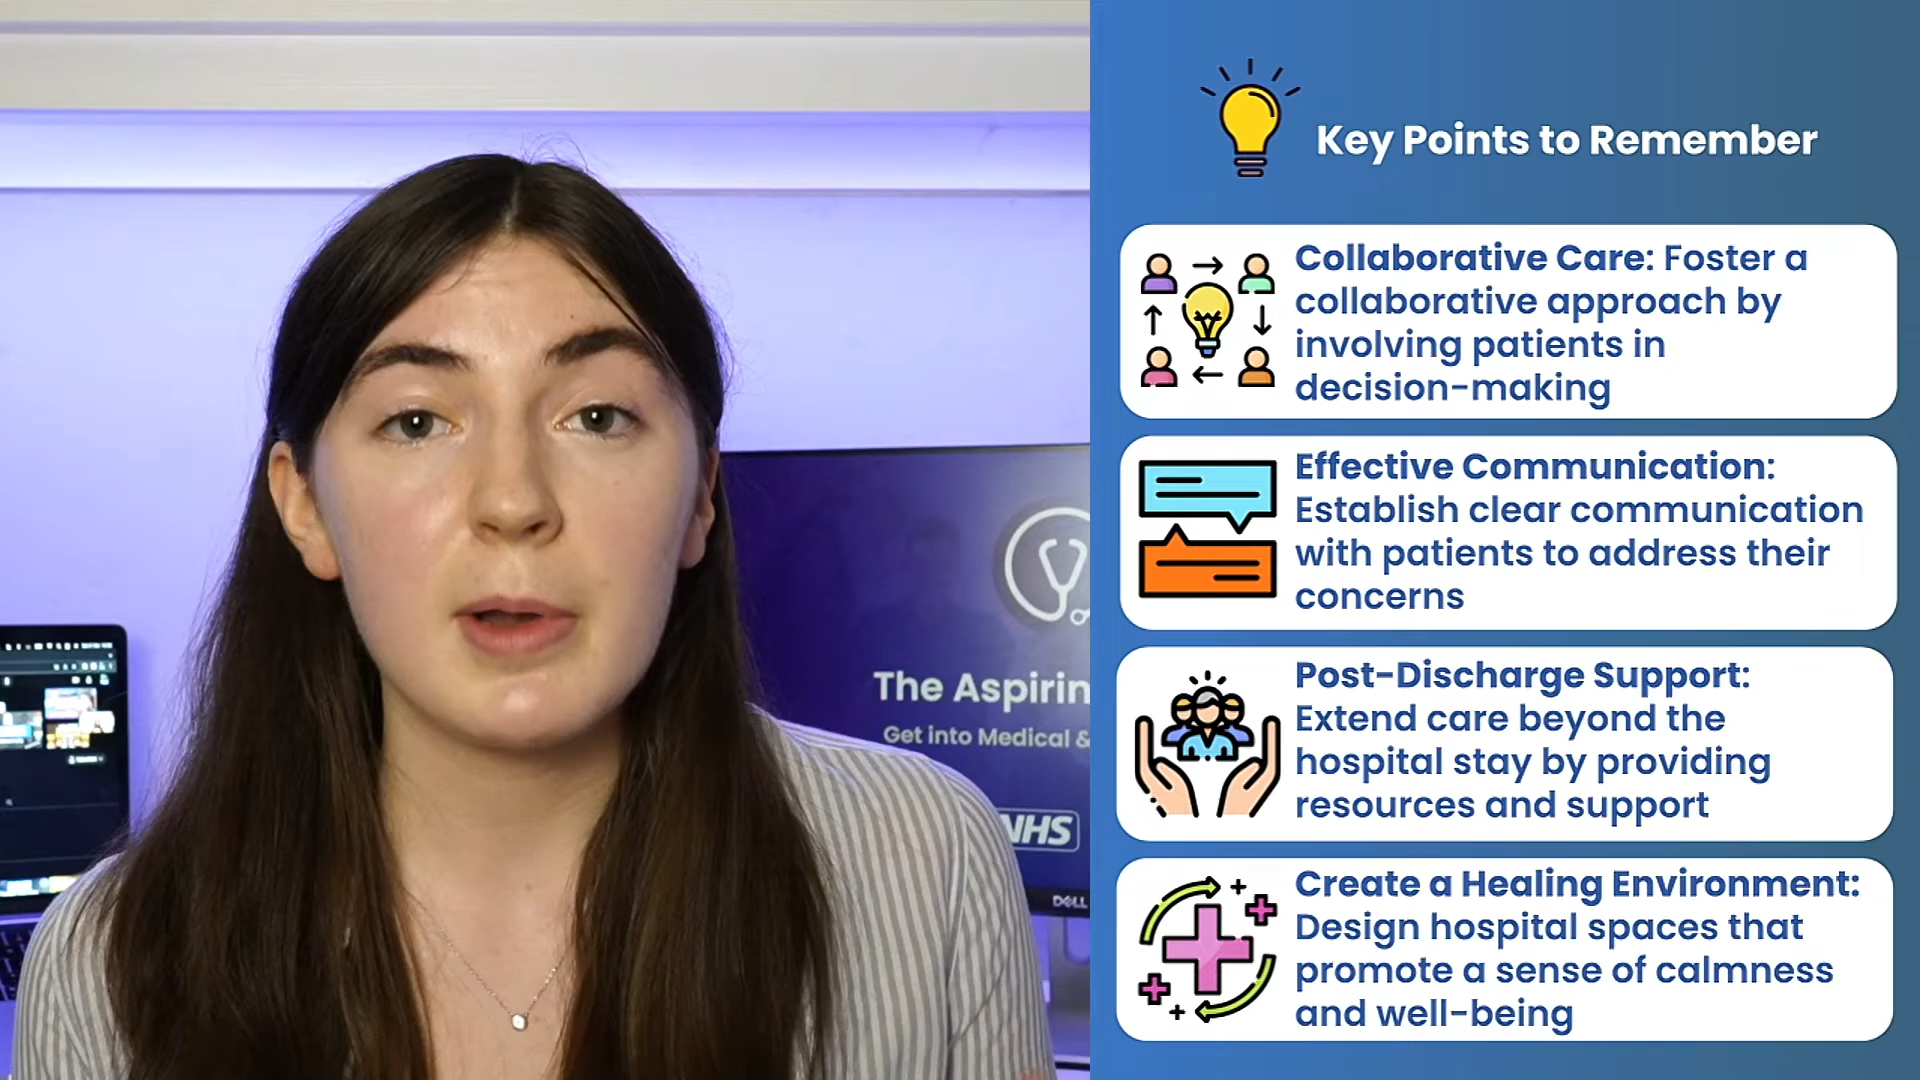 Key Points to Remember
Collaborative Care: Foster a
collaborative approach by
involving patients in
decision-making
Effective Communication:
Establish clear communication
with patients to address their
concerns
Post-Discharge Support:
Extend care beyond the
hospital stay by providing
resources and support
Create a Healing Environment:
Design hospital spaces that
promote a sense of calmness
and well-being
The Aspirin
Get into Medical &
NHS
DELL